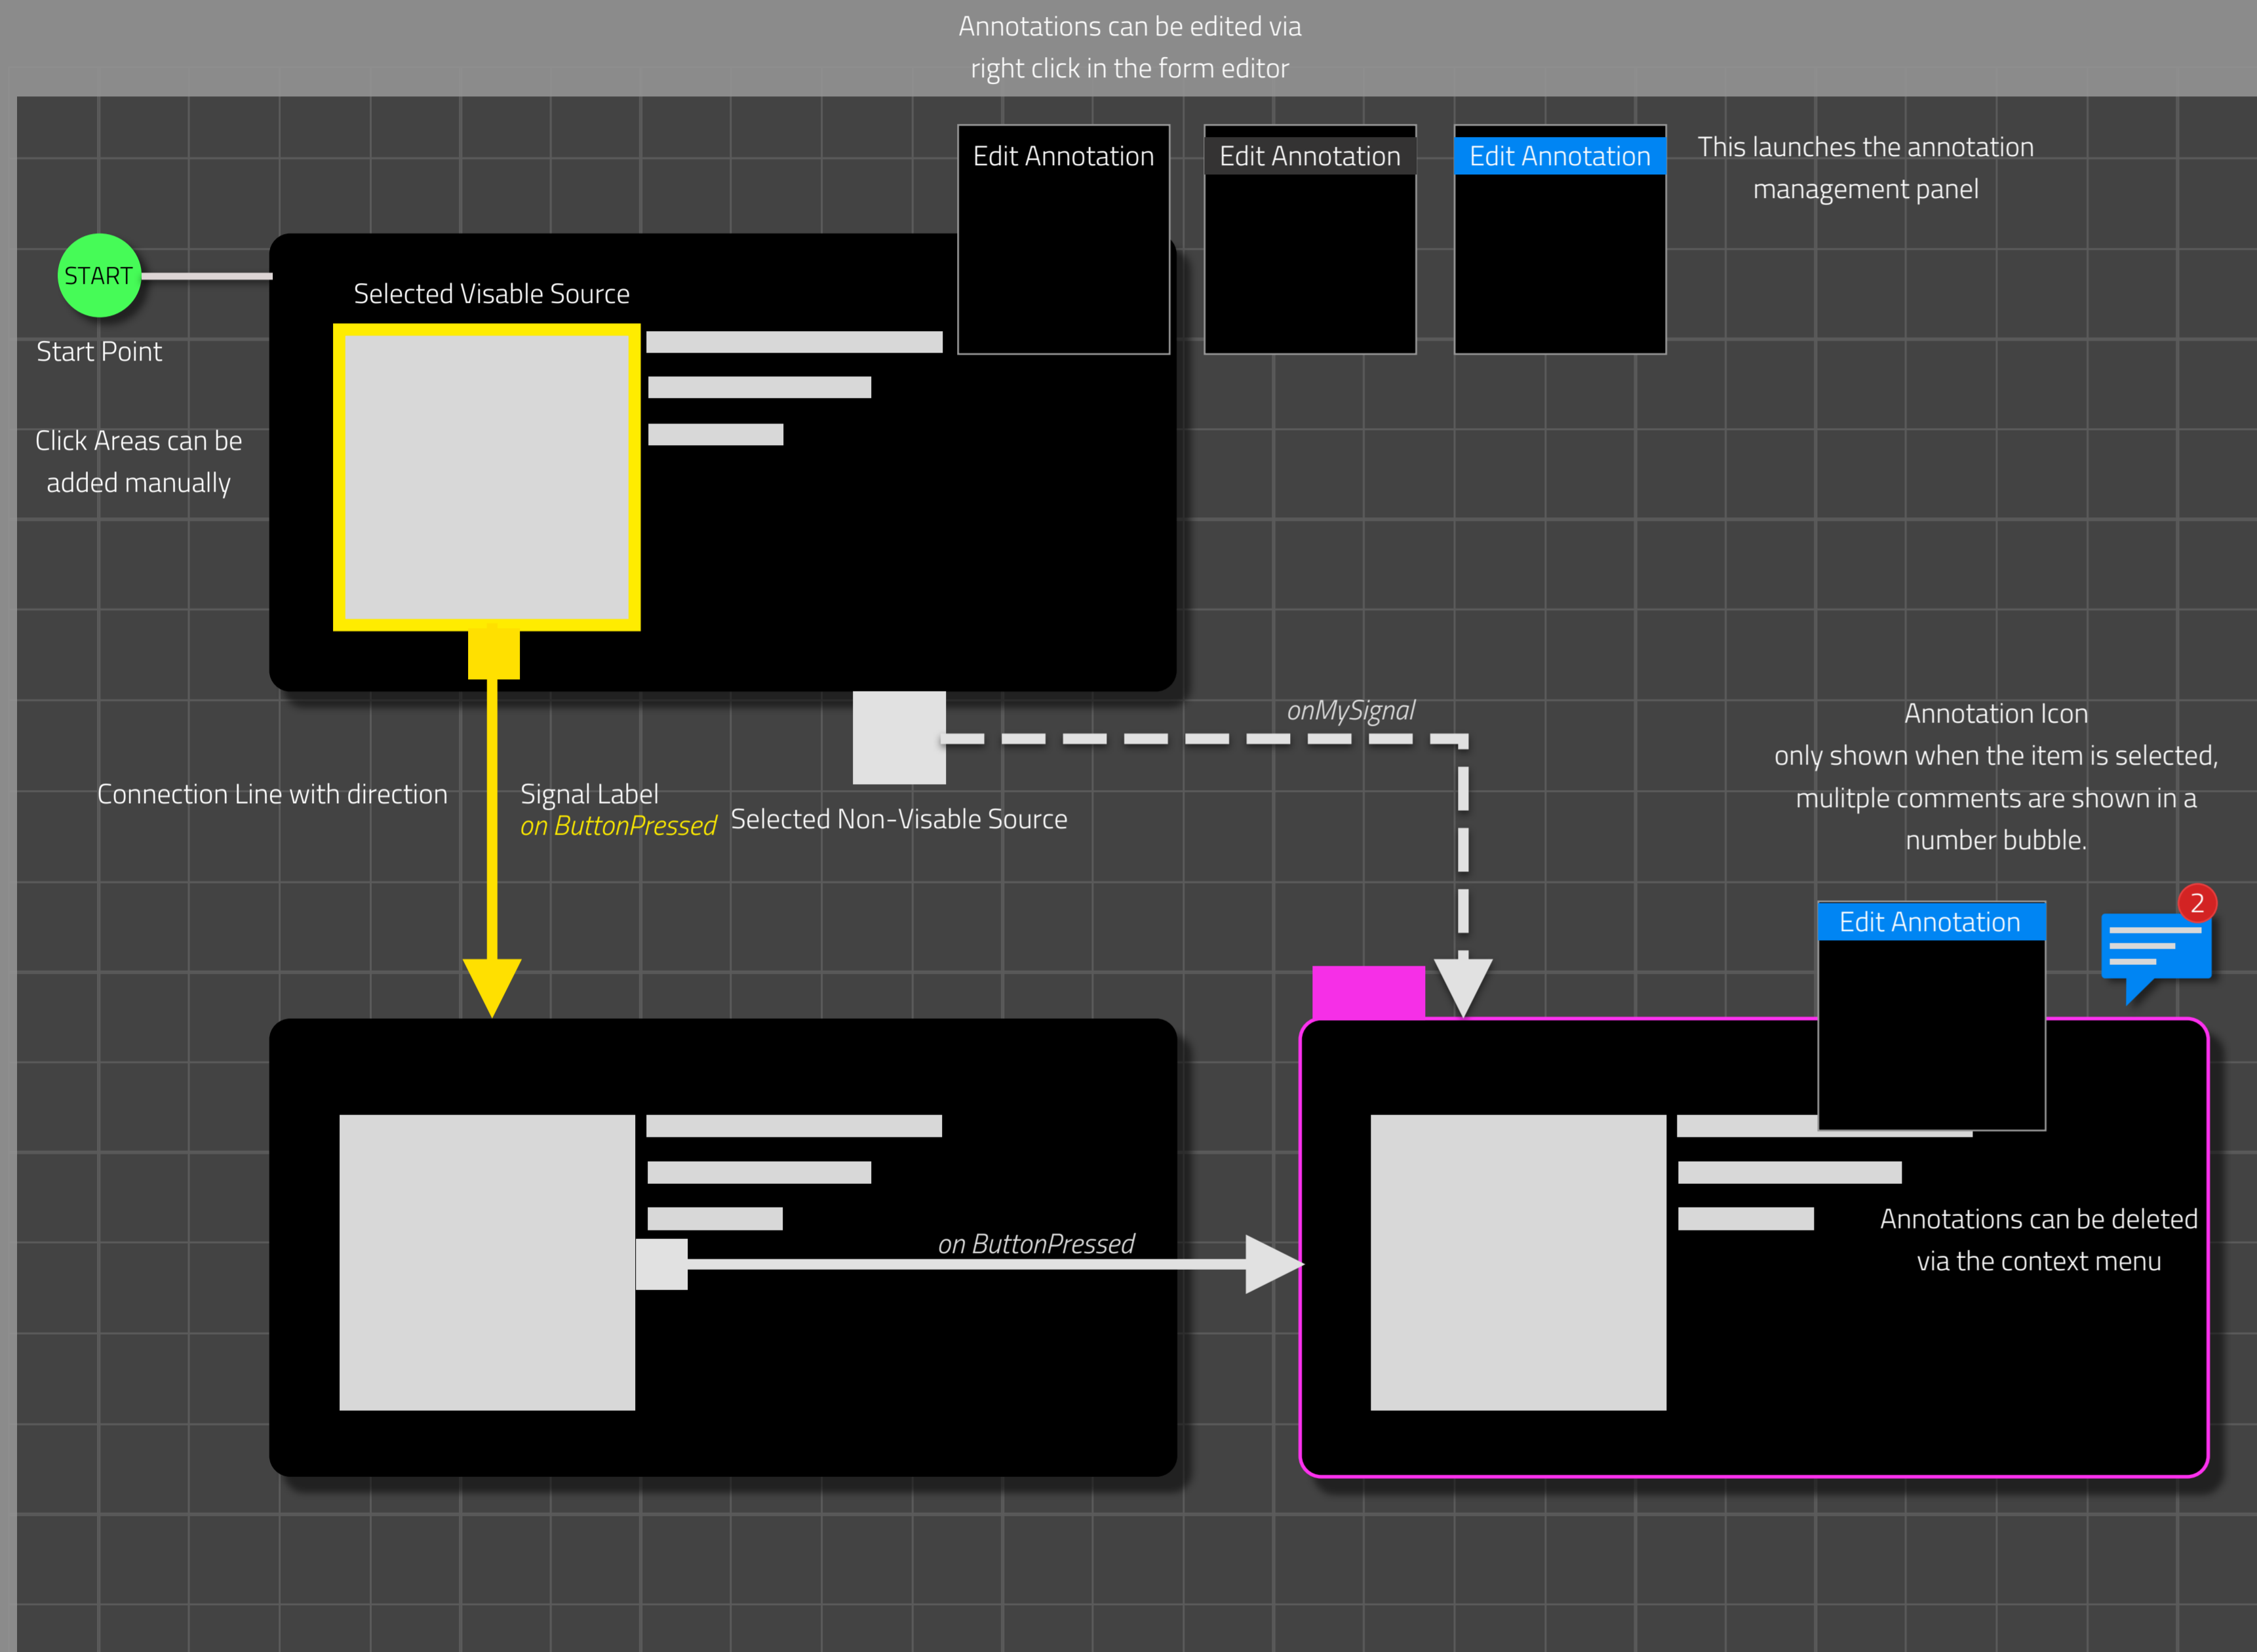 Annotations can be edited via
right click in the form editor
Edit Annotation
Edit Annotation
Edit Annotation
This launches the annotation
management panel
START
Start Point
Selected Visable Source
Click Areas can be
added manually
onMySignal
Annotation Icon
only shown when the item is selected,
mulitple comments are shown in a
number bubble.
Connection Line with direction
Signal Label
on ButtonPressed
Selected Non-Visable Source
Edit Annotation
2
on ButtonPressed
Annotations can be deleted
via the context menu